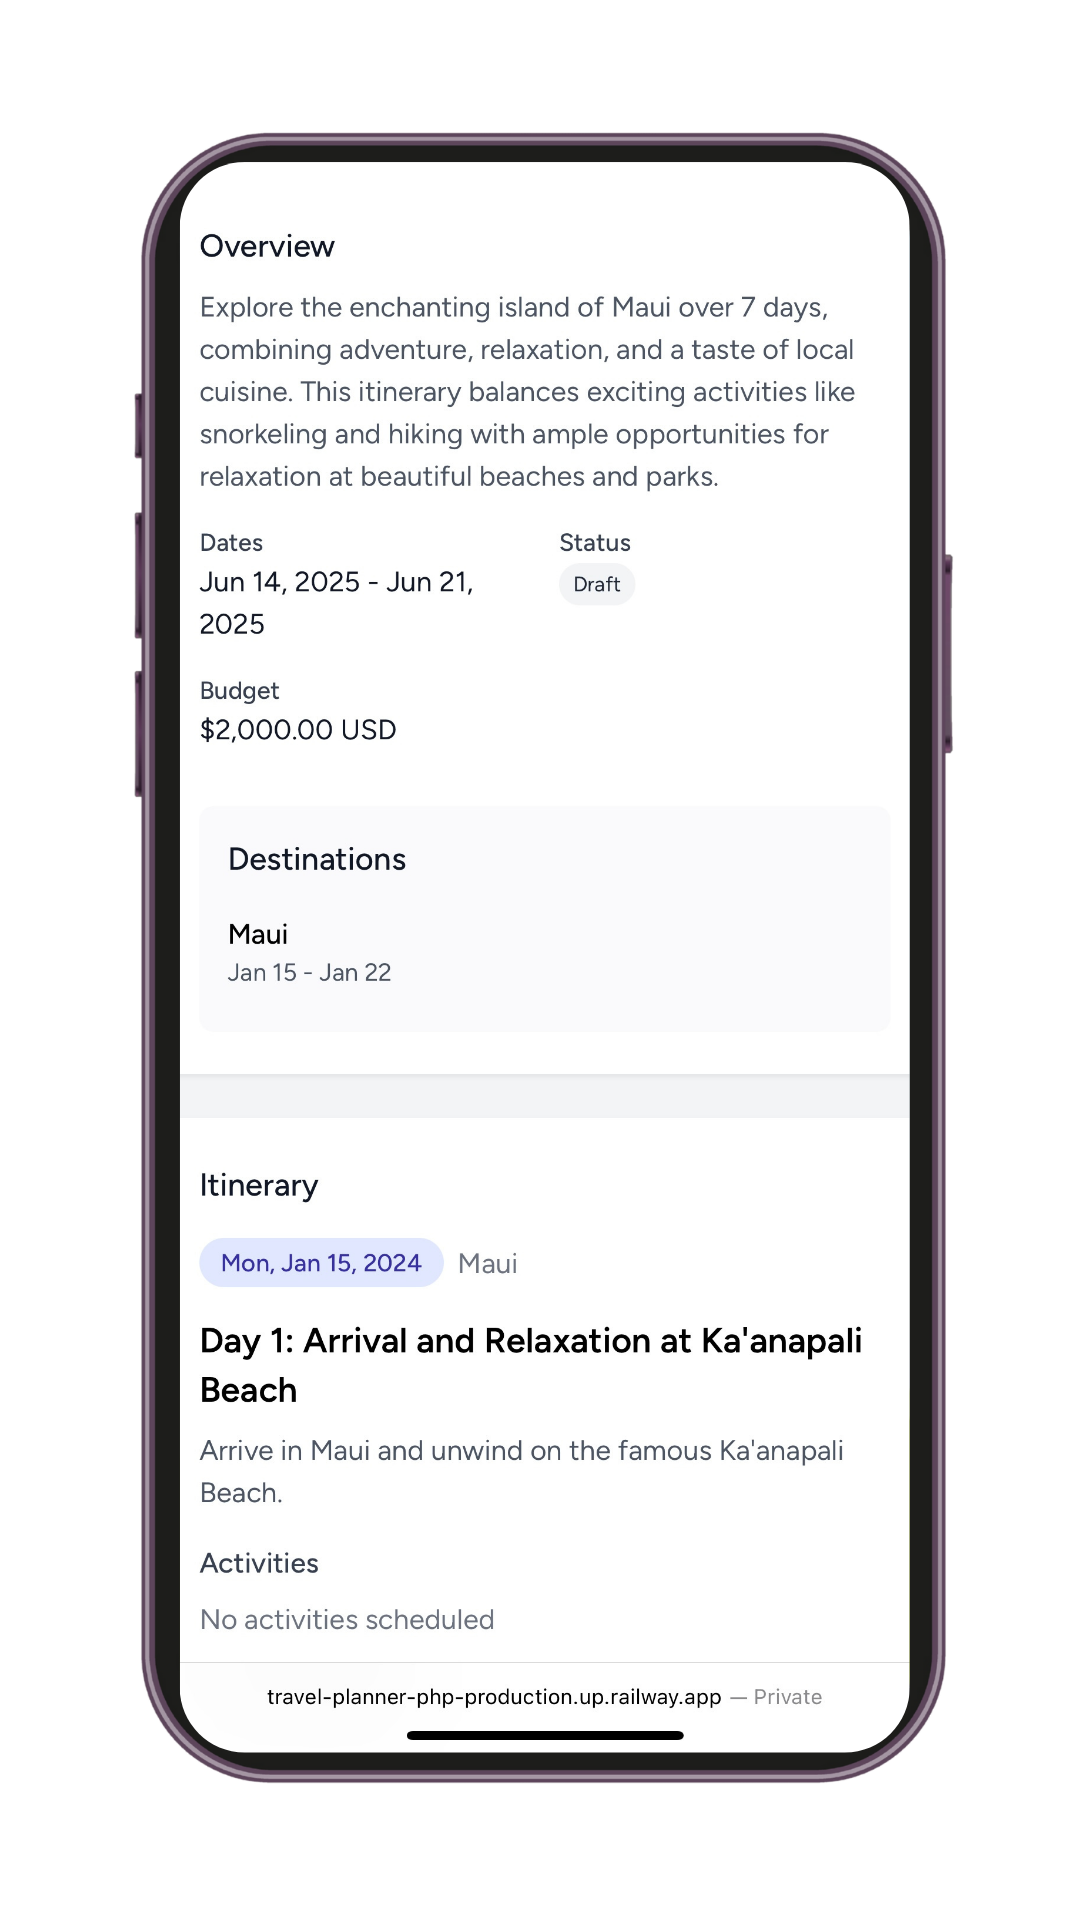 Overview
Explore the enchanting island of Maui over 7 days,
combining adventure, relaxation, and a taste of local
cuisine. This itinerary balances exciting activities like
snorkeling and hiking with ample opportunities for
relaxation at beautiful beaches and parks.
Dates
Jun 14, 2025 - Jun 21,
2025
Status
Draft
Budget
$2,000.00 USD
Destinations
Maui
Jan 15 - Jan 22
Itinerary
Mon, Jan 15, 2024 Maui
Day 1: Arrival and Relaxation at Ka'anapali
Beach
Arrive in Maui and unwind on the famous Ka'anapali
Beach.
Activities
No activities scheduled
travel-planner-php-production.up.railway.app — Private